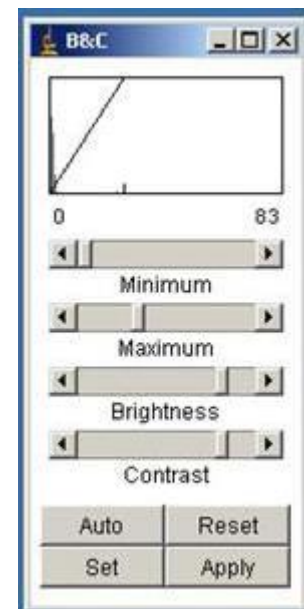 B&C
0 83
Minimum
Maximum
Brightness
Contrast
Auto Reset
Set Apply